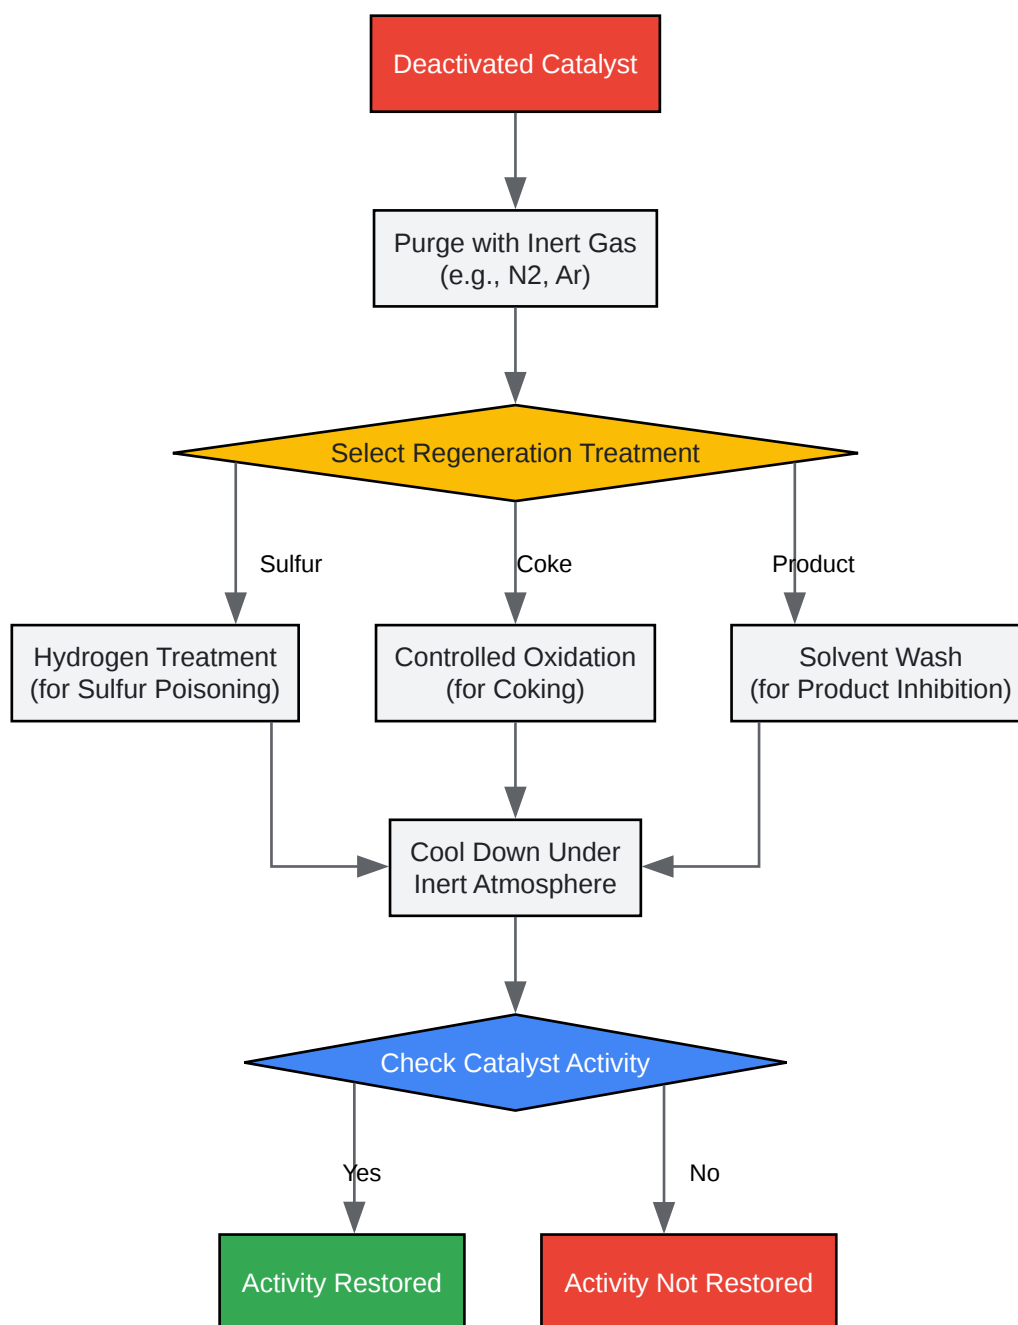 Deactivated Catalyst
Purge with Inert Gas
(e.g., N2, Ar)
Select Regeneration Treatment
Sulfur
Coke
Product
Hydrogen Treatment
(for Sulfur Poisoning)
Controlled Oxidation
(for Coking)
Solvent Wash
(for Product Inhibition)
Cool Down Under
Inert Atmosphere
Check Catalyst Activity
Yes
No
Activity Restored
Activity Not Restored